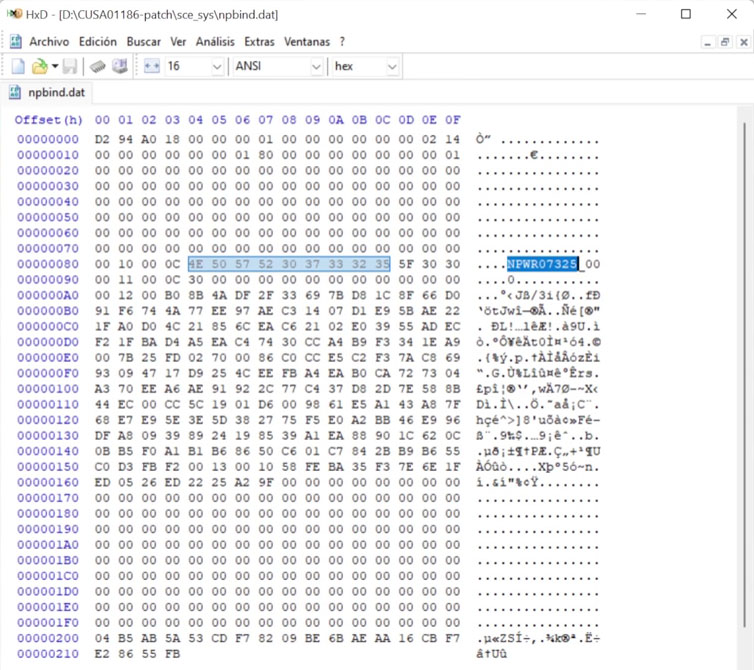 HxD - [D:\CUSA01186-patch\sce_sys\npbind.dat]
Archivo Edición Buscar Ver Análisis Extras Ventanas ?
16 ANSI hex
npbind.dat
Offset(h) 00 01 02 03 04 05 06 07 08 09 0A 0B 0C 0D 0E 0F
00000000 D2 94 A0 18 00 00 00 01 00 00 00 00 00 00 02 14 Ò” .............
00000010 00 00 00 00 00 00 01 80 00 00 00 00 00 00 00 01 .......€........
00000020 00 00 00 00 00 00 00 00 00 00 00 00 00 00 00 00 ................
00000030 00 00 00 00 00 00 00 00 00 00 00 00 00 00 00 00 ................
00000040 00 00 00 00 00 00 00 00 00 00 00 00 00 00 00 00 ................
00000050 00 00 00 00 00 00 00 00 00 00 00 00 00 00 00 00 ................
00000060 00 00 00 00 00 00 00 00 00 00 00 00 00 00 00 00 ................
00000070 00 00 00 00 00 00 00 00 00 00 00 00 00 00 00 00 ................
00000080 00 10 00 0C 4E 50 57 52 30 37 33 32 35 5F 30 30 ....NPWR07325_00
00000090 00 11 00 0C 30 00 00 00 00 00 00 00 00 00 00 00 ....0...........
000000A0 00 12 00 B0 8B 4A DF 2F 33 69 7B D8 1C 8F 66 D0 ...°‹Jß/3i{Ø..fÐ
000000B0 91 F6 74 4A 77 EE 97 AE C3 14 07 D1 E9 5B AE 22 ‘ötJwî—®Ã..Ñé[®"
000000C0 1F A0 D0 4C 21 85 6C EA C6 21 02 E0 39 55 AD EC . ÐL!…lêÆ!.à9U.ì
000000D0 F2 1F BA D4 A5 EA C4 74 30 CC A4 B9 F3 34 1E A9 ò.ºÔ¥êÄt0Ì¤¹ó4.©
000000E0 00 7B 25 FD 02 70 00 86 C0 CC E5 C2 F3 7A C8 69 .{%ý.p.†ÀÌåÂózÈi
000000F0 93 09 47 17 D9 25 4C EE FB A4 EA B0 CA 72 73 04 “.G.Ù%Lîû¤ê°Êrs.
00000100 A3 70 EE A6 AE 91 92 2C 77 C4 37 D8 2D 7E 58 8B £pî¦®‘’,wÄ7Ø-~X‹
00000110 44 EC 00 CC 5C 19 01 D6 00 98 61 E5 A1 43 A8 7F Dì.Ì\..Ö.˜aå¡C¨.
00000120 68 E7 E9 5E 3E 5D 38 27 75 F5 E0 A2 BB 46 E9 96 hçé^>]8'uõà¢»Fé–
00000130 DF A8 09 39 89 24 19 85 39 A1 EA 88 90 1C 62 0C ß¨.9‰$.…9¡êˆ..b.
00000140 0B B5 F0 A1 B1 B6 86 50 C6 01 C7 84 2B B9 B6 55 .µð¡±¶†PÆ.Ç„+¹¶U
00000150 C0 D3 FB F2 00 13 00 10 58 FE BA 35 F3 7E 6E 1F ÀÓûò....Xþº5ó~n.
00000160 ED 05 26 ED 22 25 A2 9F 00 00 00 00 00 00 00 00 í.&í"%¢Ÿ........
00000170 00 00 00 00 00 00 00 00 00 00 00 00 00 00 00 00 ................
00000180 00 00 00 00 00 00 00 00 00 00 00 00 00 00 00 00 ................
00000190 00 00 00 00 00 00 00 00 00 00 00 00 00 00 00 00 ................
000001A0 00 00 00 00 00 00 00 00 00 00 00 00 00 00 00 00 ................
000001B0 00 00 00 00 00 00 00 00 00 00 00 00 00 00 00 00 ................
000001C0 00 00 00 00 00 00 00 00 00 00 00 00 00 00 00 00 ................
000001D0 00 00 00 00 00 00 00 00 00 00 00 00 00 00 00 00 ................
000001E0 00 00 00 00 00 00 00 00 00 00 00 00 00 00 00 00 ................
000001F0 00 00 00 00 00 00 00 00 00 00 00 00 00 00 00 00 ................
00000200 04 B5 AB 5A 53 CD F7 82 09 BE 6B AE AA 16 CB F7 .µ«ZSÍ÷‚.¾k®ª.Ë÷
00000210 E2 86 55 FB â†Uû